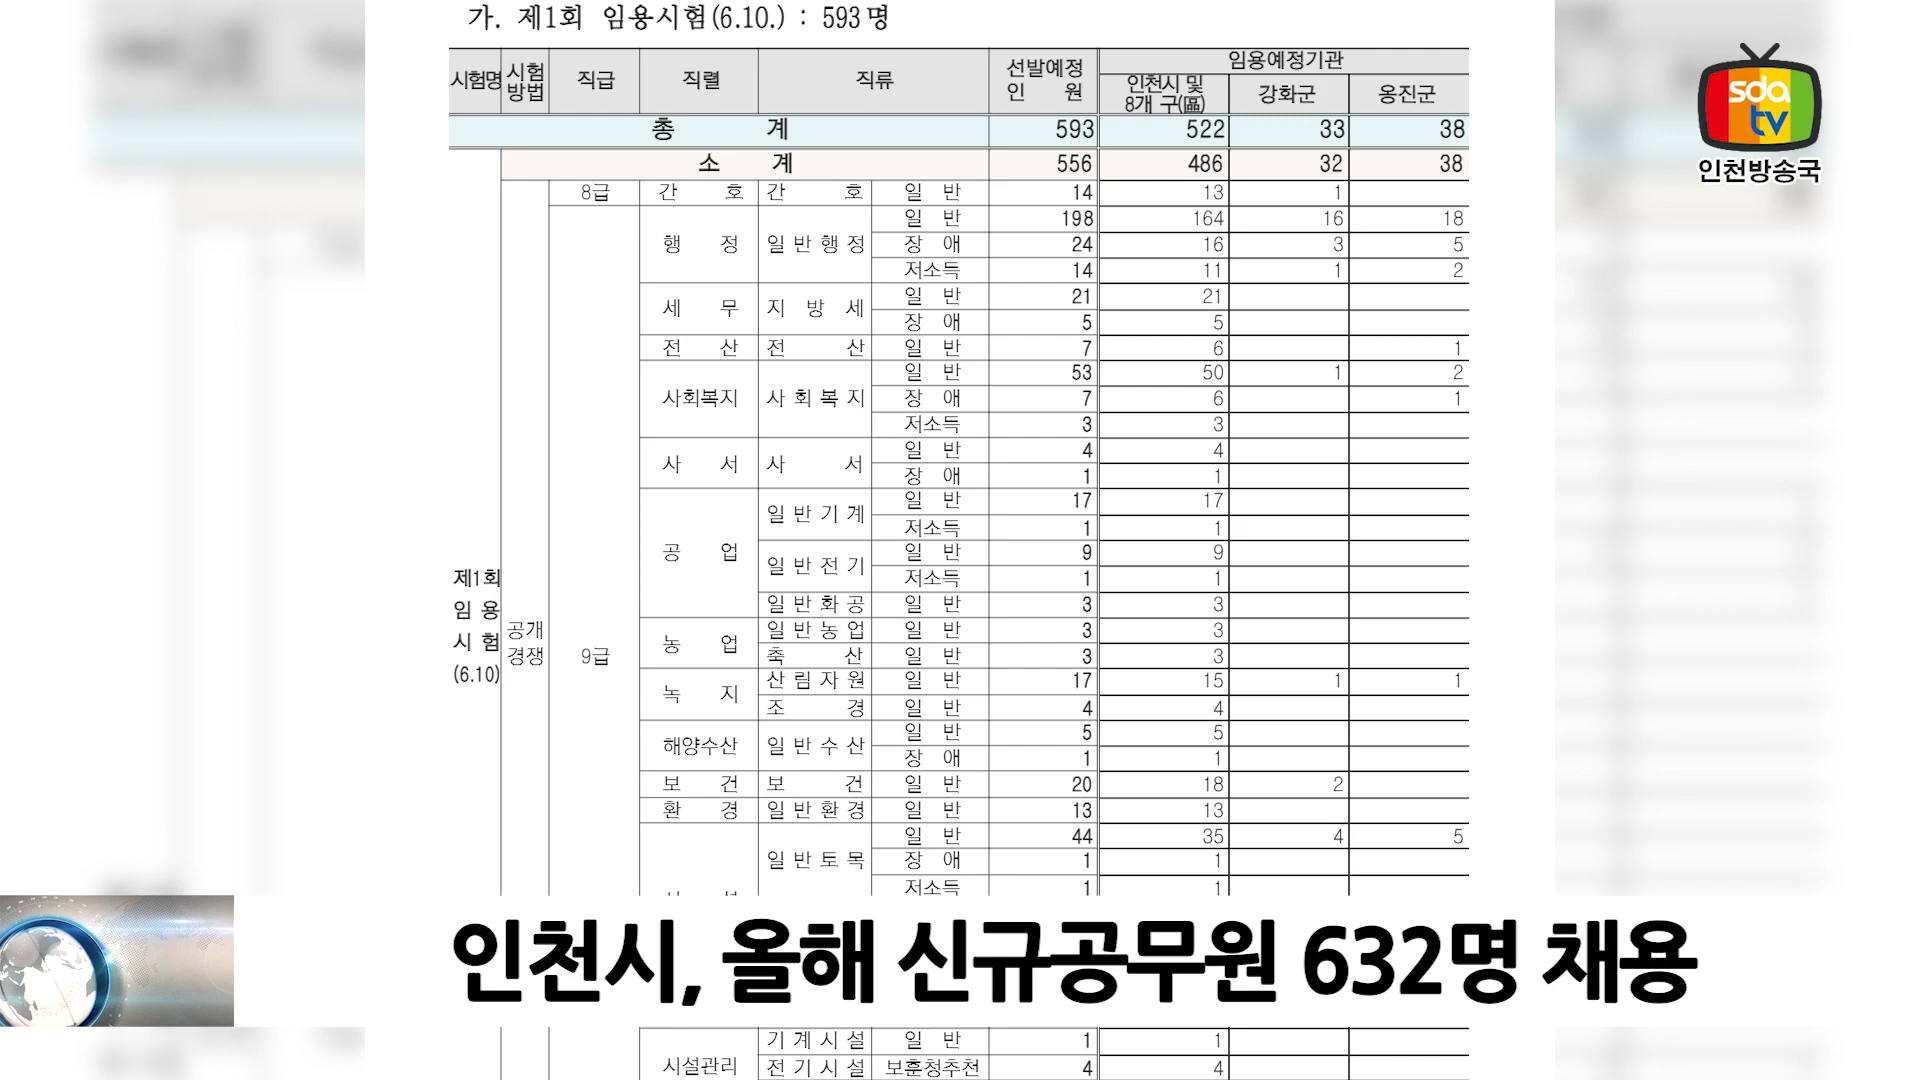 가. 제1회 임용시험(6.10.) : 593명
시험명 시험방법 직급 직렬 직류 선발예정인원 임용예정기관
인천시 및 8개 구(區) 강화군 옹진군
총 계 593 522 33 38
소 계 556 486 32 38
8급 간 호 간 호 일 반 14 13 1
행 정 일반행정 일 반 198 164 16 18
장 애 24 16 3 5
저소득 14 11 1 2
세 무 지 방 세 일 반 21 21
장 애 5 5
전 산 전 산 일 반 7 6 1
사회복지 사회복지 일 반 53 50 1 2
장 애 7 6 1
저소득 3 3
사 서 사 서 일 반 4 4
장 애 1 1
공 업 일반기계 일 반 17 17
저소득 1 1
일반전기 일 반 9 9
저소득 1 1
일반화공 일 반 3 3
농 업 일반농업 일 반 3 3
축 산 일 반 3 3
녹 지 산림자원 일 반 17 15 1 1
조 경 일 반 4 4
해양수산 일반수산 일 반 5 5
장 애 1 1
보 건 보 건 일 반 20 18 2
환 경 일반환경 일 반 13 13
일반토목 일 반 44 35 4 5
장 애 1 1
저소득 1 1
제1회
임 용
시 험
(6.10)
공개
경쟁
9급
기계시설 일 반 1 1
시설관리 전기시설 보훈청추천 4 4
sda
tv
인천방송국
인천시, 올해 신규공무원 632명 채용